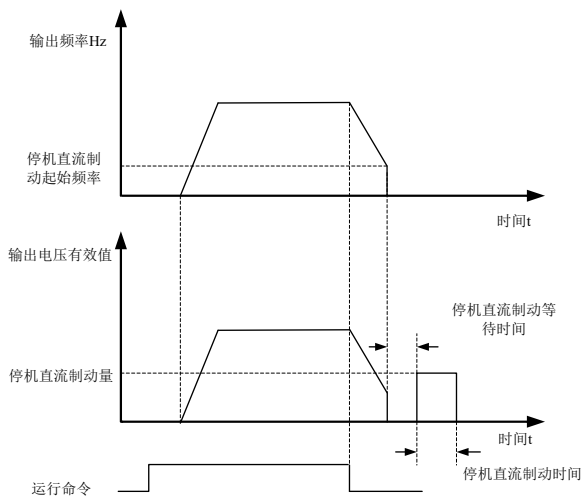 输出频率Hz
停机直流制
动起始频率
时间t
输出电压有效值
停机直流制动等
待时间
停机直流制动量
时间t
停机直流制动时间
运行命令